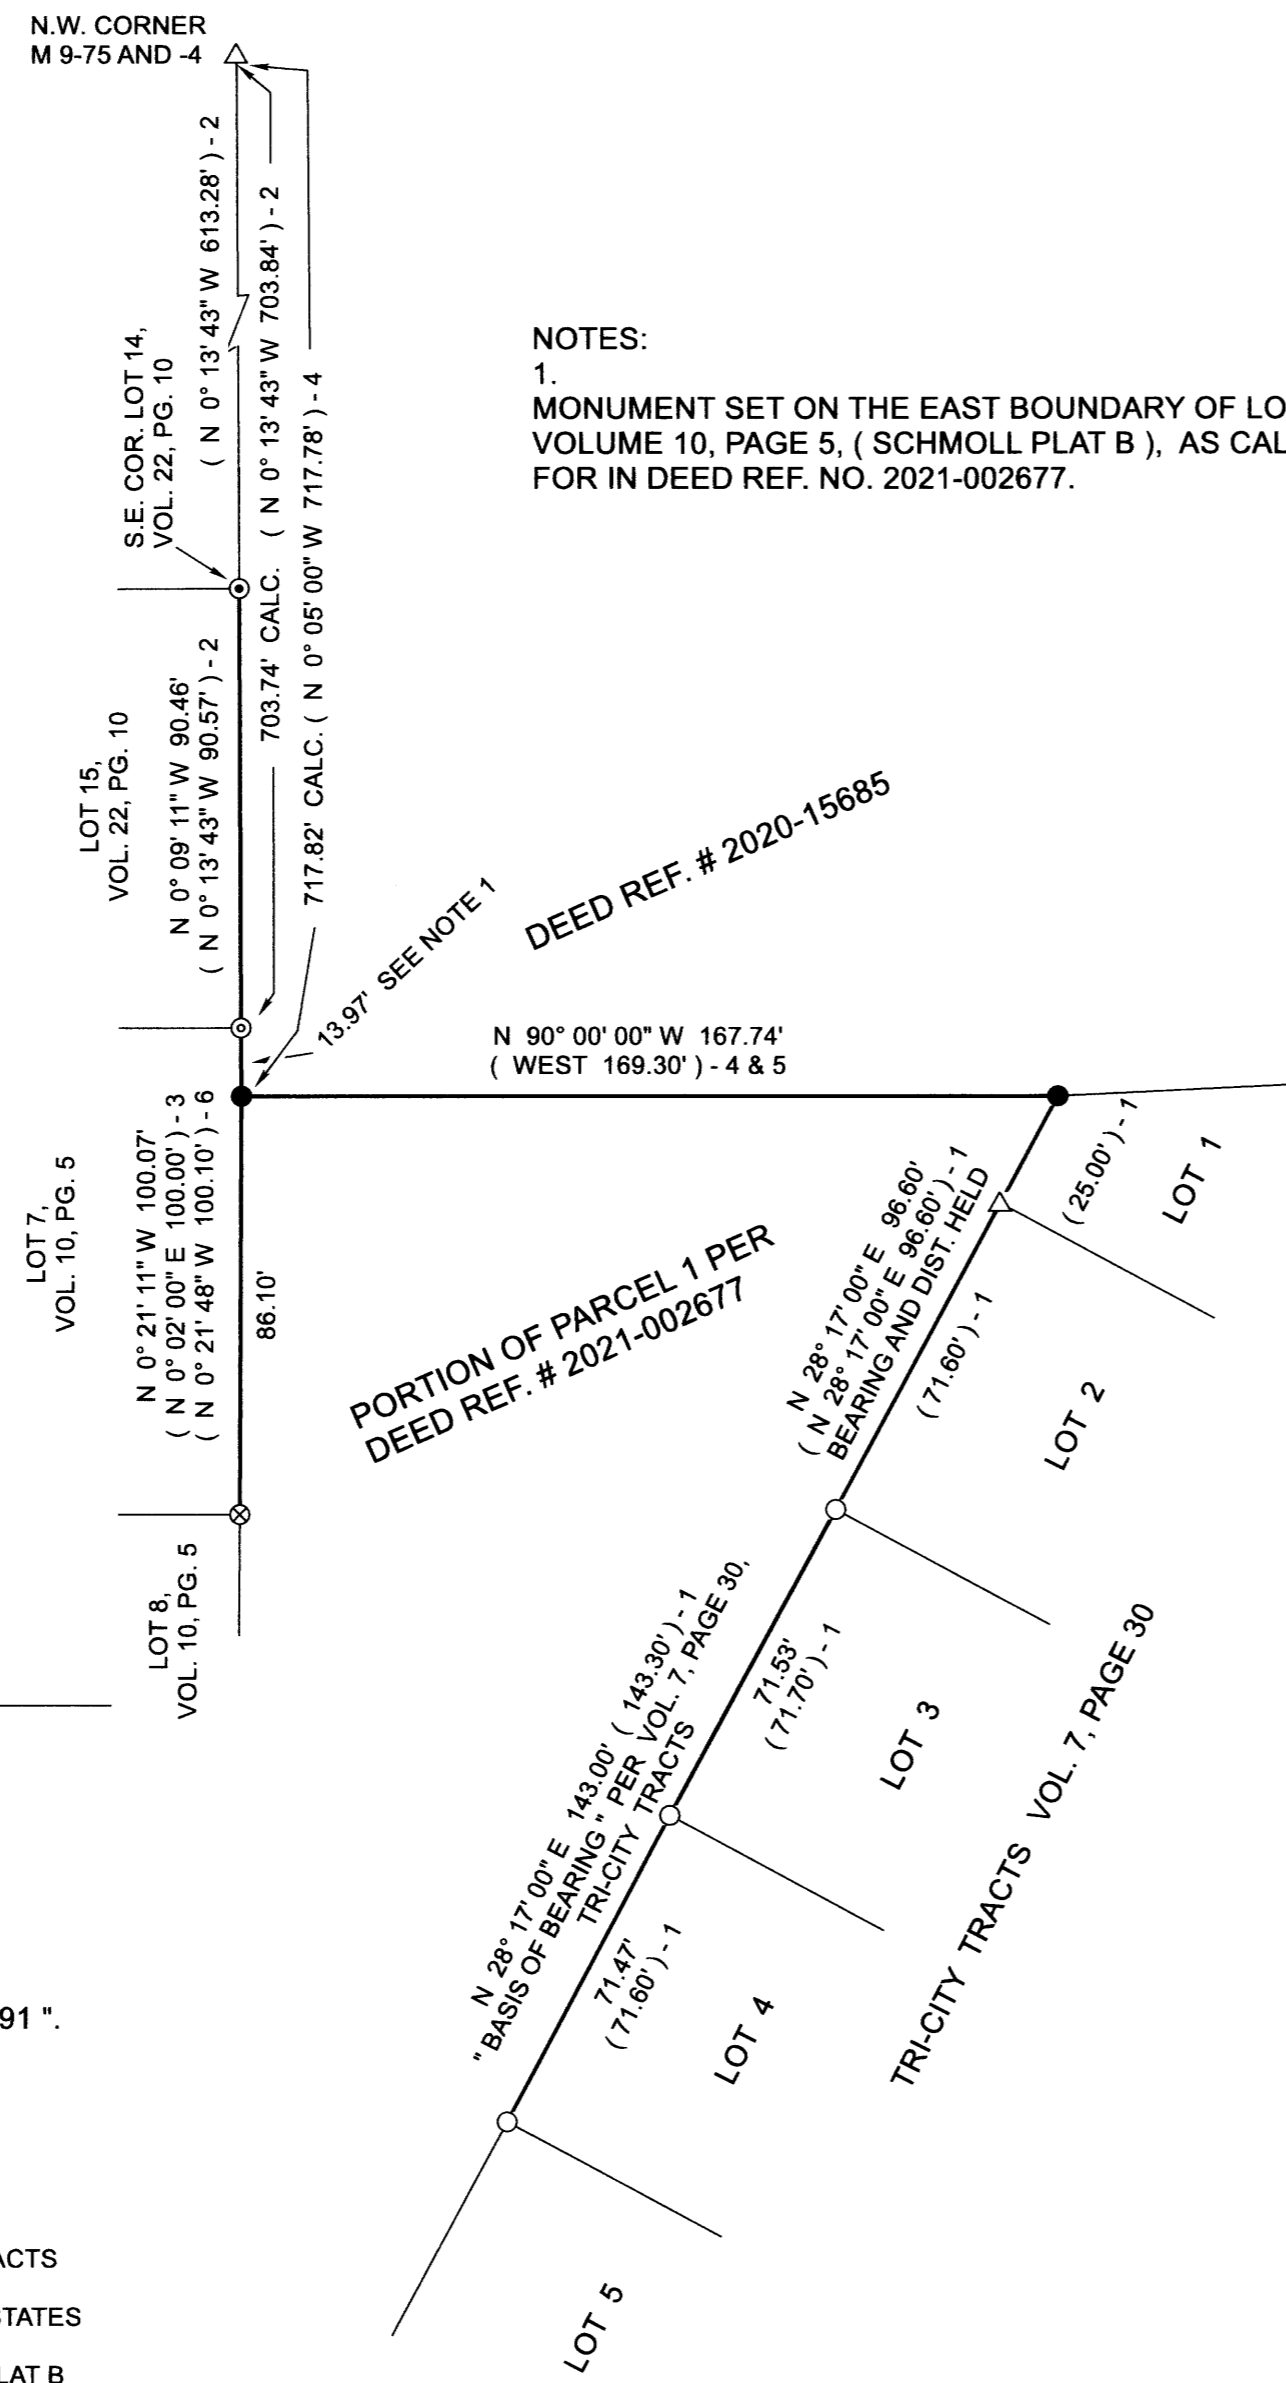 N.W. CORNER
M 9-75 AND -4
( N 0° 13' 43" W 613.28' ) - 2
703.74' CALC. ( N 0° 13' 43" W 703.84' ) - 2
717.82' CALC. ( N 0° 05' 00" W 717.78' ) - 4
S.E. COR. LOT 14,
VOL. 22, PG. 10
NOTES:
1.
MONUMENT SET ON THE EAST BOUNDARY OF LO
VOLUME 10, PAGE 5, ( SCHMOLL PLAT B ), AS CAL
FOR IN DEED REF. NO. 2021-002677.
LOT 15,
VOL. 22, PG. 10
N 0° 09' 11" W 90.46'
( N 0° 13' 43" W 90.57' ) - 2
DEED REF. # 2020-15685
13.97' SEE NOTE 1
N 90° 00' 00" W 167.74'
( WEST 169.30' ) - 4 & 5
LOT 7,
VOL. 10, PG. 5
N 0° 21' 11" W 100.07'
( N 0° 02' 00" E 100.00' ) - 3
( N 0° 21' 48" W 100.10' ) - 6
86.10'
( 25.00' ) - 1
LOT 1
N 28° 17' 00" E 96.60'
( N 28° 17' 00" E 96.60' ) - 1
BEARING AND DIST. HELD
( 71.60' ) - 1
LOT 2
PORTION OF PARCEL 1 PER
DEED REF. # 2021-002677
LOT 8,
VOL. 10, PG. 5
N 28° 17' 00" E 143.00' ( 143.30' ) - 1
" BASIS OF BEARING " PER VOL. 7, PAGE 30,
TRI-CITY TRACTS
71.53'
( 71.70' ) - 1
LOT 3
71.47'
( 71.60' ) - 1
LOT 4
TRI-CITY TRACTS VOL. 7, PAGE 30
91 ".
LOT 5
ACTS
STATES
LAT B